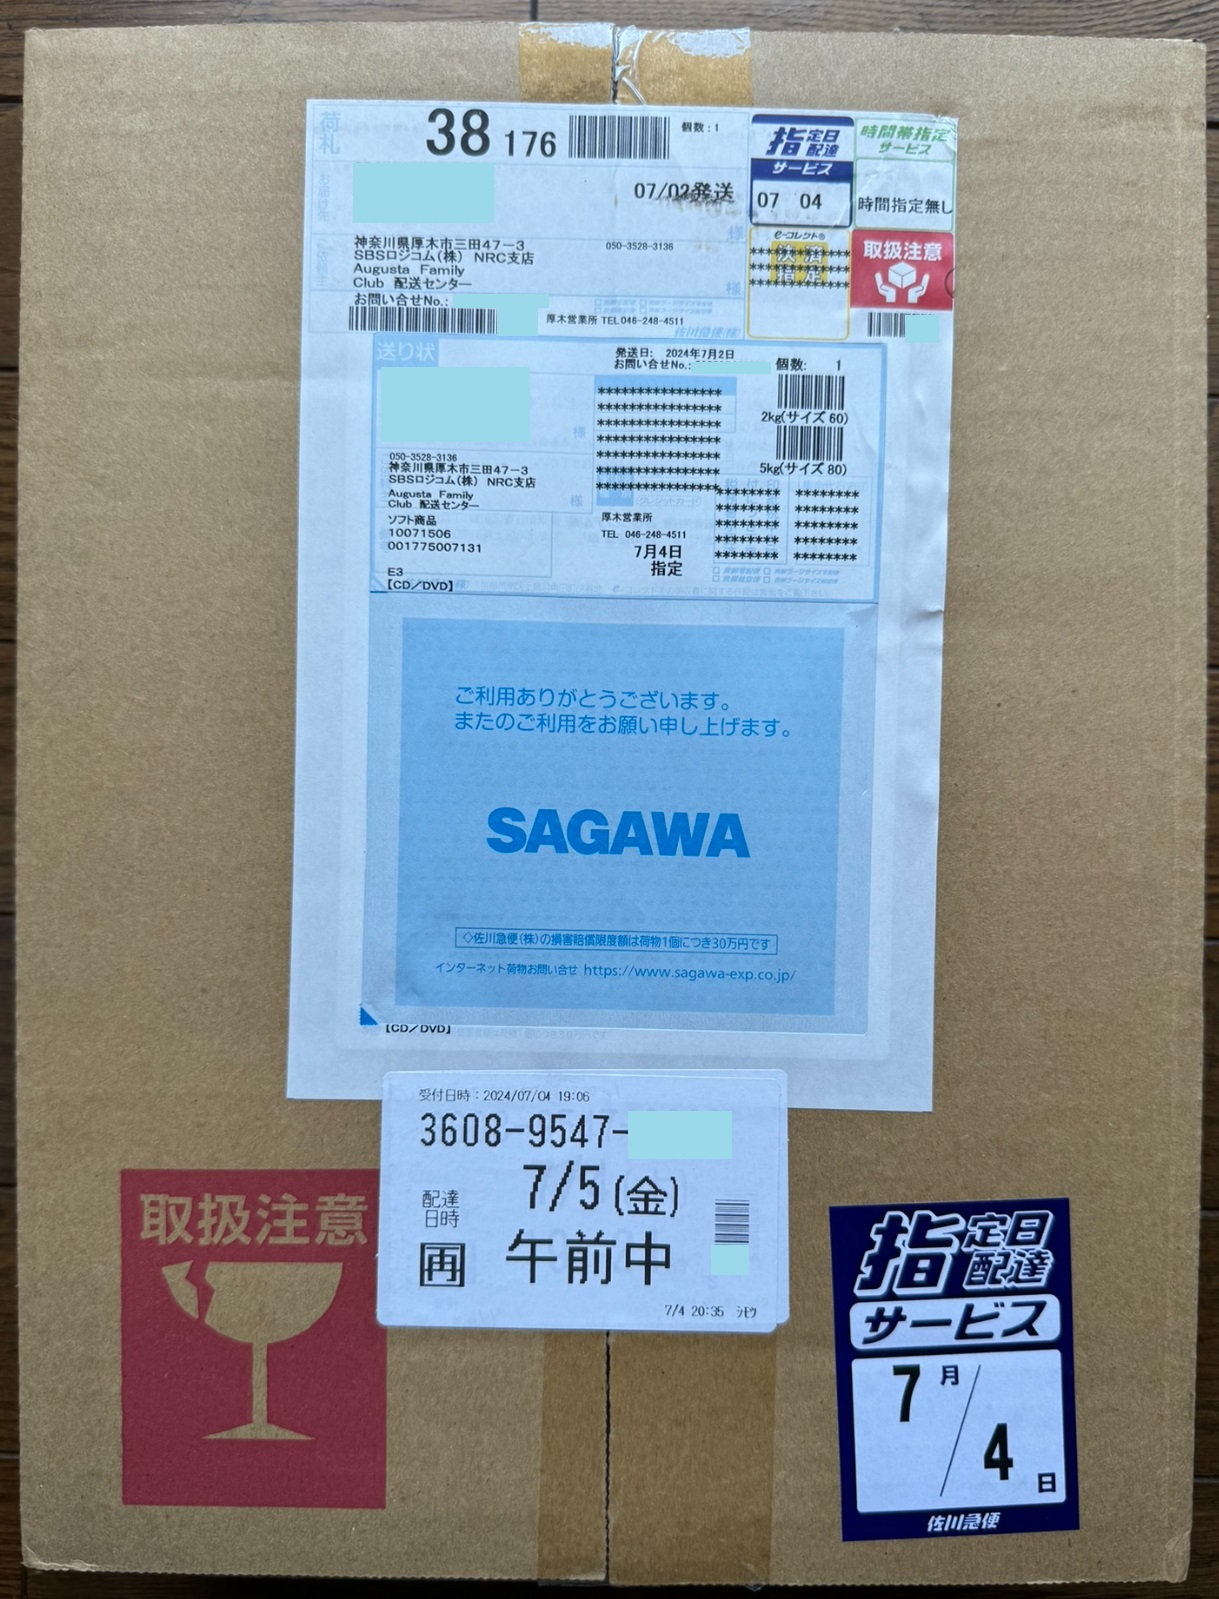 荷札
38 176
個数:1
指定日
配達
サービス
07 04
時間帯指定
サービス
時間指定無し
07/02発送
様
e-コレクト®
決済
指定
**************
**************
**************
取扱注意
神奈川県厚木市三田47-3
050-3528-3136
SBSロジコム(株) NRC支店
Augusta Family
Club 配送センター
様
お問い合せNo.:
厚木営業所 TEL 046-248-4511
佐川急便(株)
送り状
発送日: 2024年7月2日
お問い合せNo.:
個数: 1
様
2kg(サイズ 60)
5kg(サイズ 80)
050-3528-3136
神奈川県厚木市三田47-3
SBSロジコム(株) NRC支店
Augusta Family
Club 配送センター
様
ソフト商品
10071506
001775007131
E3
【CD/DVD】
厚木営業所
TEL 046-248-4511
7月4日
指定
ご利用ありがとうございます。
またのご利用をお願い申し上げます。
SAGAWA
◇佐川急便(株)の損害賠償限度額は荷物1個につき30万円です
インターネット荷物お問い合せ https://www.sagawa-exp.co.jp/
【CD/DVD】
受付日時:2024/07/04 19:06
3608-9547-
配達
日時
7/5(金)
再 午前中
7/4 20:35 ｼﾓﾂ
取扱注意
指定日
配達
サービス
7月
4日
佐川急便